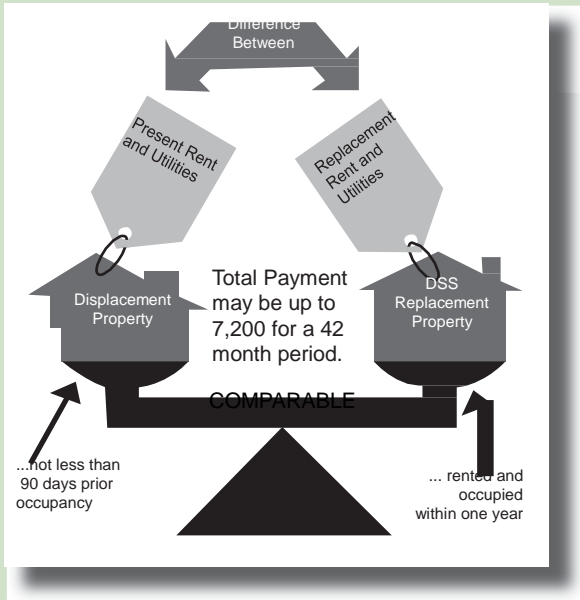 Difference
Between
Present Rent
and Utilities
Replacement
Rent and
Utilities
Displacement
Property
Total Payment
may be up to
7,200 for a 42
month period.
DSS
Replacement
Property
COMPARABLE
...not less than
90 days prior
occupancy
... rented and
occupied
within one year